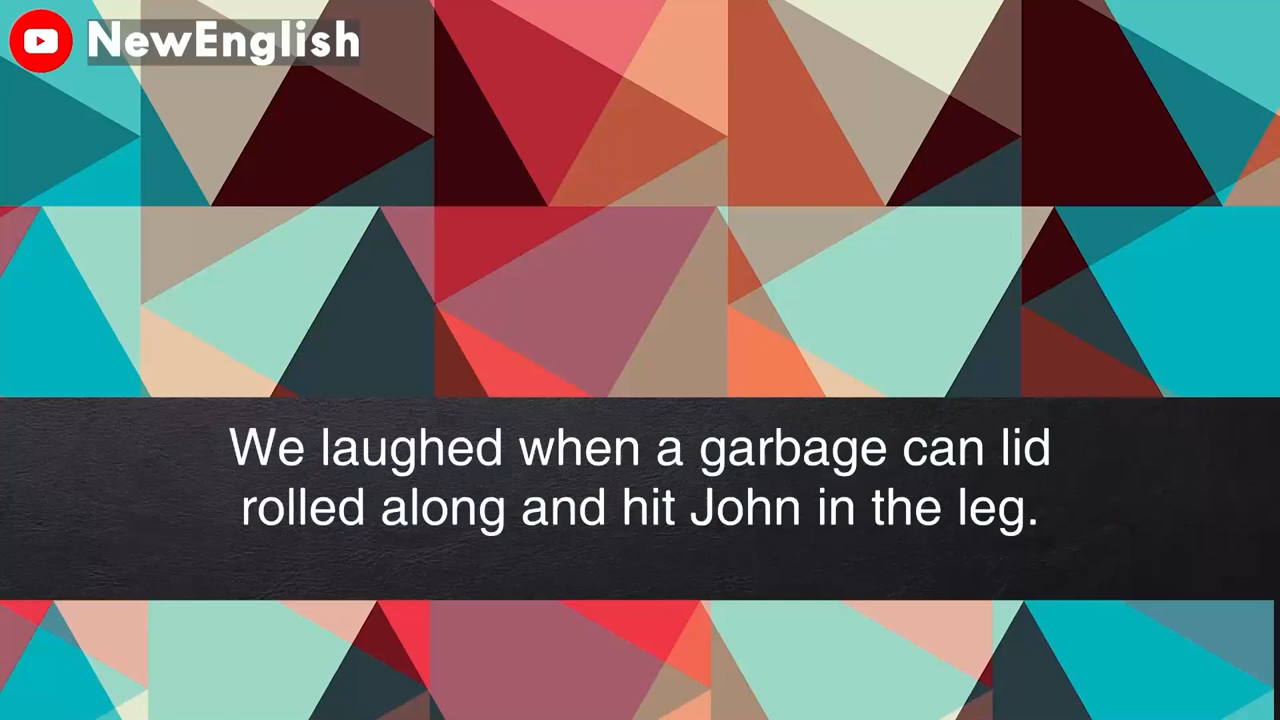 NewEnglish
We laughed when a garbage can lid
rolled along and hit John in the leg.